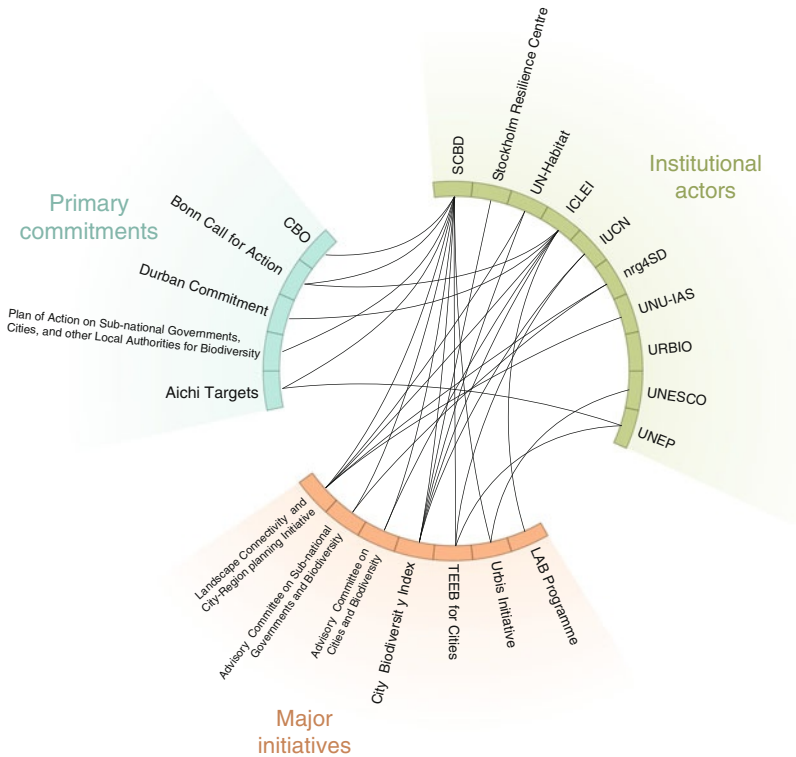 Primary
commitments
CBO
Bonn Call for Action
Durban Commitment
Plan of Action on Sub-national Governments,
Cities, and other Local Authorities for Biodiversity
Aichi Targets
Institutional
actors
SCBD
Stockholm Resilience Centre
UN-Habitat
ICLEI
IUCN
nrg4SD
UNU-IAS
URBIO
UNESCO
UNEP
Landscape Connectivity and
City-Region planning Initiative
Advisory Committee on Sub-national
Governments and Biodiversity
Advisory Committee on
Cities and Biodiversity
City Biodiversit y Index
TEEB for Cities
Urbis Initiative
LAB Programme
Major
initiatives